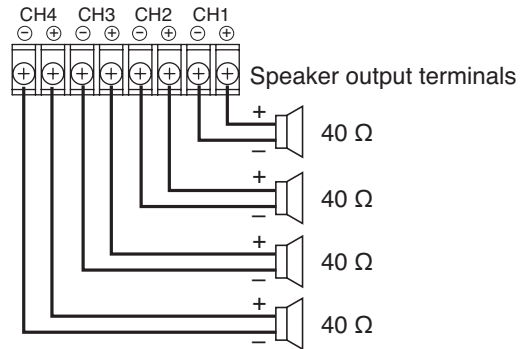 CH4 CH3 CH2 CH1
⊖ ⊕ ⊖ ⊕ ⊖ ⊕ ⊖ ⊕
Speaker output terminals
+
40 Ω
–
+
40 Ω
–
+
40 Ω
–
+
40 Ω
–